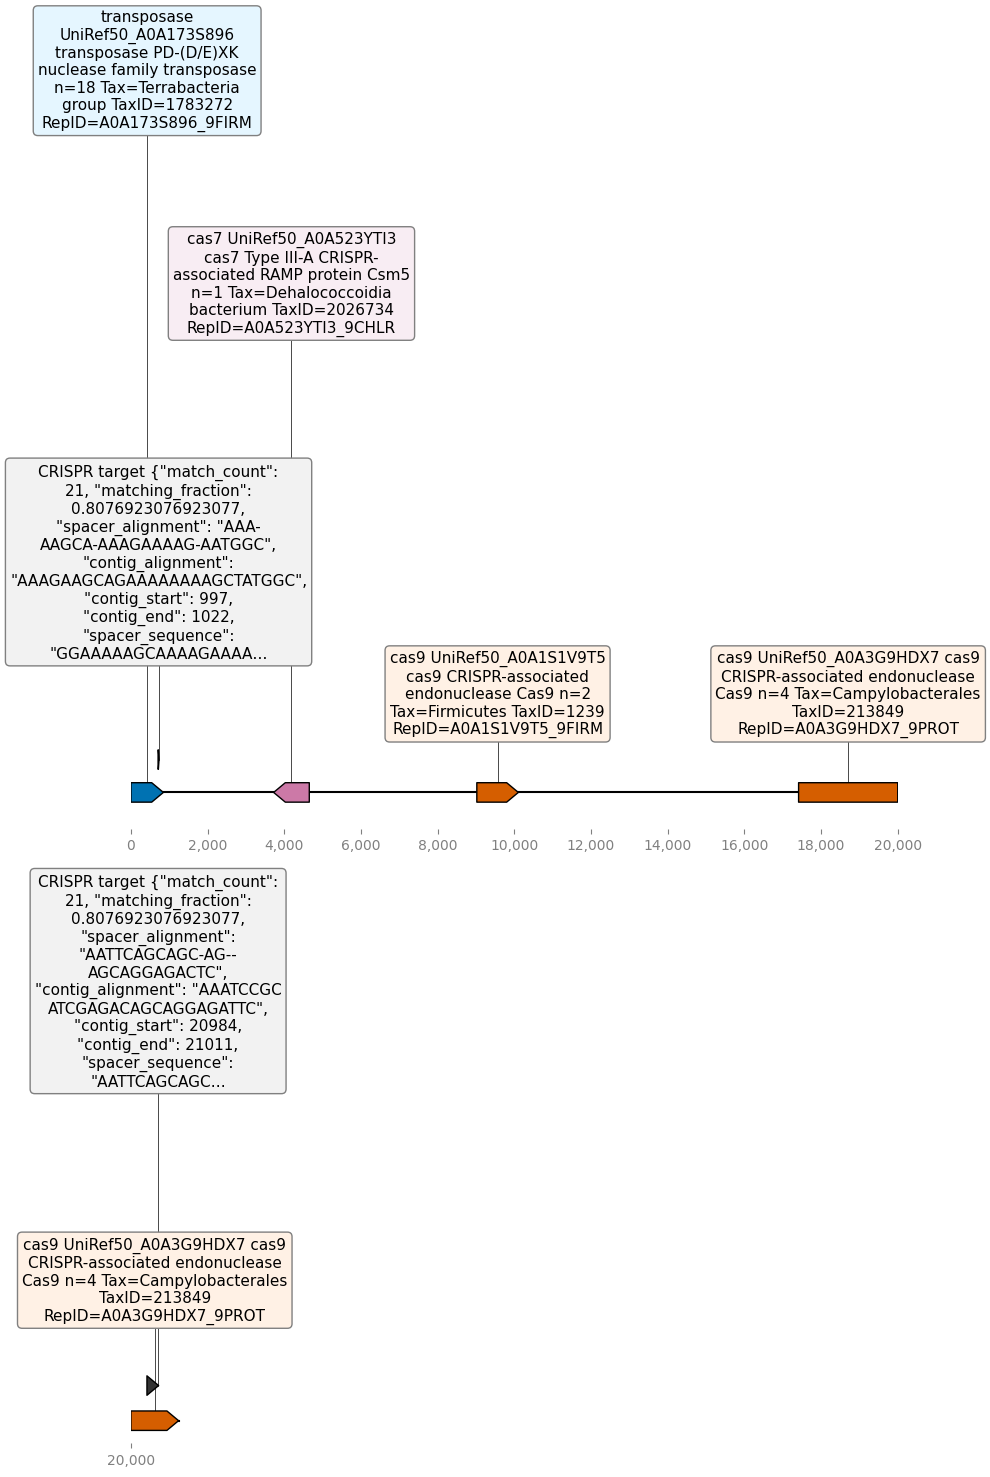 transposase
UniRef50_A0A173S896
transposase PD-(D/E)XK
nuclease family transposase
n=18 Tax=Terrabacteria
group TaxID=1783272
RepID=A0A173S896_9FIRM
cas7 UniRef50_A0A523YTI3
cas7 Type III-A CRISPR-
associated RAMP protein Csm5
n=1 Tax=Dehalococcoidia
bacterium TaxID=2026734
RepID=A0A523YTI3_9CHLR
CRISPR target {"match_count":
21, "matching_fraction":
0.8076923076923077,
"spacer_alignment": "AAA-
AAGCA-AAAGAAAAG-AATGGC",
"contig_alignment":
"AAAGAAGCAGAAAAAAAAGCTATGGC",
"contig_start": 997,
"contig_end": 1022,
"spacer_sequence":
"GGAAAAAGCAAAAGAAAA...
cas9 UniRef50_A0A1S1V9T5
cas9 CRISPR-associated
endonuclease Cas9 n=2
Tax=Firmicutes TaxID=1239
RepID=A0A1S1V9T5_9FIRM
cas9 UniRef50_A0A3G9HDX7 cas9
CRISPR-associated endonuclease
Cas9 n=4 Tax=Campylobacterales
TaxID=213849
RepID=A0A3G9HDX7_9PROT
0 2,000 4,000 6,000 8,000 10,000 12,000 14,000 16,000 18,000 20,000
CRISPR target {"match_count":
21, "matching_fraction":
0.8076923076923077,
"spacer_alignment":
"AATTCAGCAGC-AG--
AGCAGGAGACTC",
"contig_alignment": "AAATCCGC
ATCGAGACAGCAGGAGATTC",
"contig_start": 20984,
"contig_end": 21011,
"spacer_sequence":
"AATTCAGCAGC...
cas9 UniRef50_A0A3G9HDX7 cas9
CRISPR-associated endonuclease
Cas9 n=4 Tax=Campylobacterales
TaxID=213849
RepID=A0A3G9HDX7_9PROT
20,000